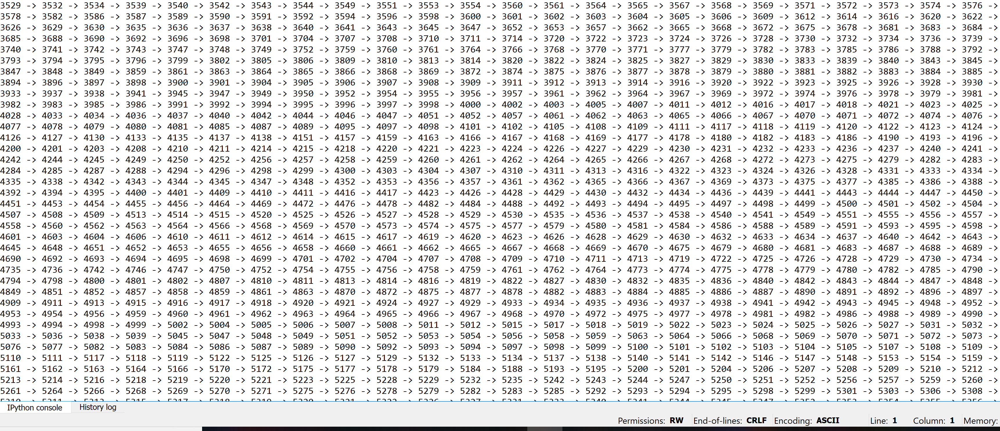 3529 -> 3532 -> 3534 -> 3539 -> 3540 -> 3542 -> 3543 -> 3544 -> 3549 -> 3551 -> 3553 -> 3554 -> 3560 -> 3561 -> 3564 -> 3565 -> 3567 -> 3568 -> 3569 -> 3571 -> 3572 -> 3573 -> 3574 -> 3576 ->
3578 -> 3582 -> 3586 -> 3587 -> 3589 -> 3590 -> 3591 -> 3592 -> 3594 -> 3596 -> 3598 -> 3600 -> 3601 -> 3602 -> 3603 -> 3604 -> 3605 -> 3606 -> 3609 -> 3612 -> 3614 -> 3616 -> 3620 -> 3622 ->
3626 -> 3629 -> 3630 -> 3635 -> 3636 -> 3637 -> 3638 -> 3640 -> 3641 -> 3643 -> 3645 -> 3647 -> 3652 -> 3653 -> 3657 -> 3662 -> 3665 -> 3668 -> 3672 -> 3675 -> 3678 -> 3681 -> 3683 -> 3684 ->
3685 -> 3688 -> 3690 -> 3692 -> 3696 -> 3698 -> 3701 -> 3704 -> 3707 -> 3708 -> 3710 -> 3711 -> 3714 -> 3720 -> 3722 -> 3723 -> 3724 -> 3726 -> 3728 -> 3730 -> 3732 -> 3734 -> 3736 -> 3739 ->
3740 -> 3741 -> 3742 -> 3743 -> 3747 -> 3748 -> 3749 -> 3752 -> 3759 -> 3760 -> 3761 -> 3764 -> 3766 -> 3768 -> 3770 -> 3771 -> 3777 -> 3779 -> 3782 -> 3783 -> 3785 -> 3786 -> 3788 -> 3792 ->
3793 -> 3794 -> 3795 -> 3796 -> 3799 -> 3802 -> 3805 -> 3806 -> 3809 -> 3810 -> 3813 -> 3814 -> 3820 -> 3822 -> 3824 -> 3825 -> 3827 -> 3829 -> 3830 -> 3833 -> 3839 -> 3840 -> 3843 -> 3845 ->
3847 -> 3848 -> 3849 -> 3859 -> 3861 -> 3863 -> 3864 -> 3865 -> 3866 -> 3868 -> 3869 -> 3872 -> 3874 -> 3875 -> 3876 -> 3877 -> 3878 -> 3879 -> 3880 -> 3881 -> 3882 -> 3883 -> 3884 -> 3885 ->
3894 -> 3896 -> 3897 -> 3898 -> 3900 -> 3901 -> 3904 -> 3905 -> 3906 -> 3907 -> 3908 -> 3909 -> 3911 -> 3912 -> 3913 -> 3914 -> 3916 -> 3920 -> 3922 -> 3923 -> 3925 -> 3926 -> 3928 -> 3930 ->
3933 -> 3937 -> 3938 -> 3941 -> 3945 -> 3947 -> 3949 -> 3950 -> 3952 -> 3954 -> 3955 -> 3956 -> 3957 -> 3961 -> 3962 -> 3964 -> 3967 -> 3969 -> 3972 -> 3974 -> 3976 -> 3978 -> 3979 -> 3981 ->
3982 -> 3983 -> 3985 -> 3986 -> 3991 -> 3992 -> 3994 -> 3995 -> 3996 -> 3997 -> 3998 -> 4000 -> 4002 -> 4003 -> 4005 -> 4007 -> 4011 -> 4012 -> 4016 -> 4017 -> 4018 -> 4021 -> 4023 -> 4025 ->
4028 -> 4033 -> 4034 -> 4036 -> 4037 -> 4040 -> 4042 -> 4044 -> 4046 -> 4047 -> 4051 -> 4052 -> 4057 -> 4061 -> 4062 -> 4063 -> 4065 -> 4066 -> 4067 -> 4070 -> 4071 -> 4072 -> 4074 -> 4076 ->
4077 -> 4078 -> 4079 -> 4080 -> 4081 -> 4085 -> 4087 -> 4089 -> 4095 -> 4097 -> 4098 -> 4101 -> 4102 -> 4105 -> 4108 -> 4109 -> 4111 -> 4117 -> 4118 -> 4119 -> 4120 -> 4122 -> 4123 -> 4124 ->
4126 -> 4127 -> 4130 -> 4133 -> 4135 -> 4137 -> 4138 -> 4151 -> 4157 -> 4159 -> 4163 -> 4166 -> 4167 -> 4168 -> 4169 -> 4177 -> 4178 -> 4180 -> 4182 -> 4183 -> 4186 -> 4190 -> 4193 -> 4196 ->
4200 -> 4201 -> 4203 -> 4208 -> 4210 -> 4211 -> 4214 -> 4215 -> 4218 -> 4220 -> 4221 -> 4223 -> 4224 -> 4226 -> 4227 -> 4229 -> 4230 -> 4231 -> 4232 -> 4233 -> 4236 -> 4237 -> 4240 -> 4241 ->
4242 -> 4244 -> 4245 -> 4249 -> 4250 -> 4252 -> 4256 -> 4257 -> 4258 -> 4259 -> 4260 -> 4261 -> 4262 -> 4264 -> 4265 -> 4266 -> 4267 -> 4268 -> 4272 -> 4273 -> 4275 -> 4279 -> 4282 -> 4283 ->
4284 -> 4285 -> 4287 -> 4288 -> 4294 -> 4296 -> 4298 -> 4299 -> 4300 -> 4303 -> 4304 -> 4307 -> 4310 -> 4311 -> 4313 -> 4316 -> 4322 -> 4323 -> 4324 -> 4326 -> 4328 -> 4331 -> 4333 -> 4334 ->
4335 -> 4338 -> 4342 -> 4343 -> 4344 -> 4345 -> 4347 -> 4348 -> 4352 -> 4353 -> 4356 -> 4357 -> 4361 -> 4362 -> 4365 -> 4366 -> 4367 -> 4369 -> 4373 -> 4375 -> 4377 -> 4385 -> 4386 -> 4388 ->
4392 -> 4394 -> 4395 -> 4400 -> 4401 -> 4409 -> 4410 -> 4411 -> 4416 -> 4417 -> 4423 -> 4426 -> 4428 -> 4429 -> 4430 -> 4432 -> 4434 -> 4436 -> 4439 -> 4441 -> 4443 -> 4444 -> 4447 -> 4450 ->
4451 -> 4453 -> 4454 -> 4455 -> 4456 -> 4464 -> 4469 -> 4472 -> 4476 -> 4478 -> 4482 -> 4484 -> 4488 -> 4492 -> 4493 -> 4494 -> 4495 -> 4497 -> 4498 -> 4499 -> 4500 -> 4501 -> 4502 -> 4504 ->
4507 -> 4508 -> 4509 -> 4513 -> 4514 -> 4515 -> 4520 -> 4525 -> 4526 -> 4527 -> 4528 -> 4529 -> 4530 -> 4535 -> 4536 -> 4537 -> 4538 -> 4540 -> 4541 -> 4549 -> 4551 -> 4555 -> 4556 -> 4557 ->
4558 -> 4560 -> 4562 -> 4563 -> 4564 -> 4566 -> 4568 -> 4569 -> 4570 -> 4573 -> 4574 -> 4575 -> 4577 -> 4579 -> 4580 -> 4581 -> 4584 -> 4586 -> 4588 -> 4589 -> 4591 -> 4593 -> 4595 -> 4598 ->
4601 -> 4603 -> 4604 -> 4606 -> 4610 -> 4611 -> 4612 -> 4614 -> 4615 -> 4617 -> 4619 -> 4620 -> 4623 -> 4626 -> 4628 -> 4629 -> 4630 -> 4632 -> 4633 -> 4634 -> 4637 -> 4640 -> 4642 -> 4643 ->
4645 -> 4648 -> 4651 -> 4652 -> 4653 -> 4655 -> 4656 -> 4658 -> 4660 -> 4661 -> 4662 -> 4665 -> 4667 -> 4668 -> 4669 -> 4670 -> 4675 -> 4679 -> 4680 -> 4681 -> 4683 -> 4687 -> 4688 -> 4689 ->
4690 -> 4692 -> 4693 -> 4694 -> 4695 -> 4698 -> 4699 -> 4701 -> 4702 -> 4704 -> 4707 -> 4708 -> 4709 -> 4710 -> 4711 -> 4713 -> 4719 -> 4722 -> 4725 -> 4726 -> 4728 -> 4729 -> 4730 -> 4734 ->
4735 -> 4736 -> 4742 -> 4746 -> 4747 -> 4750 -> 4752 -> 4754 -> 4755 -> 4756 -> 4758 -> 4759 -> 4761 -> 4762 -> 4764 -> 4773 -> 4774 -> 4775 -> 4778 -> 4779 -> 4780 -> 4782 -> 4785 -> 4790 ->
4794 -> 4798 -> 4800 -> 4801 -> 4802 -> 4807 -> 4810 -> 4811 -> 4813 -> 4814 -> 4816 -> 4819 -> 4822 -> 4827 -> 4830 -> 4832 -> 4835 -> 4836 -> 4840 -> 4842 -> 4843 -> 4844 -> 4847 -> 4848 ->
4849 -> 4851 -> 4852 -> 4857 -> 4858 -> 4859 -> 4861 -> 4863 -> 4870 -> 4872 -> 4875 -> 4877 -> 4878 -> 4882 -> 4883 -> 4884 -> 4885 -> 4886 -> 4887 -> 4890 -> 4891 -> 4892 -> 4896 -> 4897 ->
4909 -> 4911 -> 4913 -> 4915 -> 4916 -> 4917 -> 4918 -> 4920 -> 4921 -> 4924 -> 4927 -> 4929 -> 4933 -> 4934 -> 4935 -> 4936 -> 4937 -> 4938 -> 4941 -> 4942 -> 4943 -> 4945 -> 4948 -> 4952 ->
4953 -> 4954 -> 4956 -> 4959 -> 4960 -> 4961 -> 4962 -> 4963 -> 4964 -> 4965 -> 4966 -> 4967 -> 4968 -> 4970 -> 4972 -> 4975 -> 4977 -> 4978 -> 4981 -> 4982 -> 4986 -> 4988 -> 4989 -> 4990 ->
4993 -> 4994 -> 4998 -> 4999 -> 5002 -> 5004 -> 5005 -> 5006 -> 5007 -> 5008 -> 5011 -> 5012 -> 5015 -> 5017 -> 5018 -> 5019 -> 5022 -> 5023 -> 5024 -> 5025 -> 5026 -> 5027 -> 5031 -> 5032 ->
5033 -> 5036 -> 5038 -> 5039 -> 5045 -> 5047 -> 5048 -> 5049 -> 5051 -> 5052 -> 5053 -> 5054 -> 5056 -> 5058 -> 5059 -> 5063 -> 5064 -> 5066 -> 5068 -> 5069 -> 5070 -> 5071 -> 5072 -> 5073 ->
5076 -> 5077 -> 5082 -> 5083 -> 5084 -> 5086 -> 5087 -> 5089 -> 5090 -> 5092 -> 5093 -> 5094 -> 5097 -> 5098 -> 5099 -> 5100 -> 5101 -> 5102 -> 5103 -> 5104 -> 5105 -> 5107 -> 5108 -> 5109 ->
5110 -> 5111 -> 5117 -> 5118 -> 5119 -> 5122 -> 5125 -> 5126 -> 5127 -> 5129 -> 5132 -> 5133 -> 5134 -> 5137 -> 5138 -> 5140 -> 5141 -> 5142 -> 5146 -> 5147 -> 5148 -> 5153 -> 5154 -> 5159 ->
5161 -> 5162 -> 5163 -> 5164 -> 5166 -> 5170 -> 5172 -> 5175 -> 5177 -> 5178 -> 5179 -> 5184 -> 5188 -> 5193 -> 5195 -> 5200 -> 5201 -> 5204 -> 5206 -> 5207 -> 5208 -> 5209 -> 5210 -> 5212 ->
5213 -> 5214 -> 5216 -> 5218 -> 5219 -> 5220 -> 5221 -> 5223 -> 5225 -> 5228 -> 5229 -> 5232 -> 5235 -> 5242 -> 5243 -> 5244 -> 5247 -> 5250 -> 5251 -> 5252 -> 5256 -> 5257 -> 5259 -> 5260 ->
5261 -> 5264 -> 5266 -> 5268 -> 5269 -> 5270 -> 5271 -> 5275 -> 5276 -> 5278 -> 5279 -> 5282 -> 5283 -> 5285 -> 5292 -> 5293 -> 5294 -> 5295 -> 5298 -> 5299 -> 5301 -> 5303 -> 5306 -> 5308 ->
IPython console History log
Permissions: RW End-of-lines: CRLF Encoding: ASCII Line: 1 Column: 1 Memory: